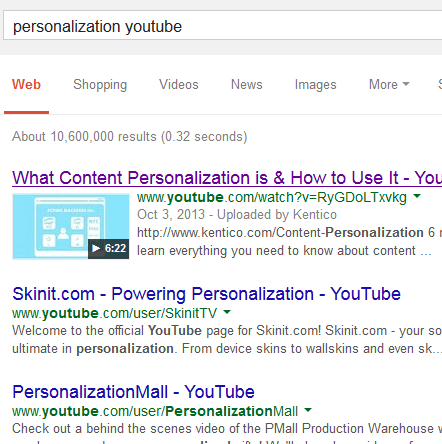 personalization youtube
Web Shopping Videos News Images More
About 10,600,000 results (0.32 seconds)
What Content Personalization is & How to Use It - You
www.youtube.com/watch?v=RyGDoLTxvkg
Oct 3, 2013 - Uploaded by Kentico
http://www.kentico.com/Content-Personalization 6
learn everything you need to know about content ...
6:22
Skinit.com - Powering Personalization - YouTube
www.youtube.com/user/SkinitTV
Welcome to the official YouTube page for Skinit.com! Skinit.com - your so
ultimate in personalization. From device skins to wallskins and even sk...
PersonalizationMall - YouTube
www.youtube.com/user/PersonalizationMall
Check out a behind the scenes video of the PMall Production Warehouse